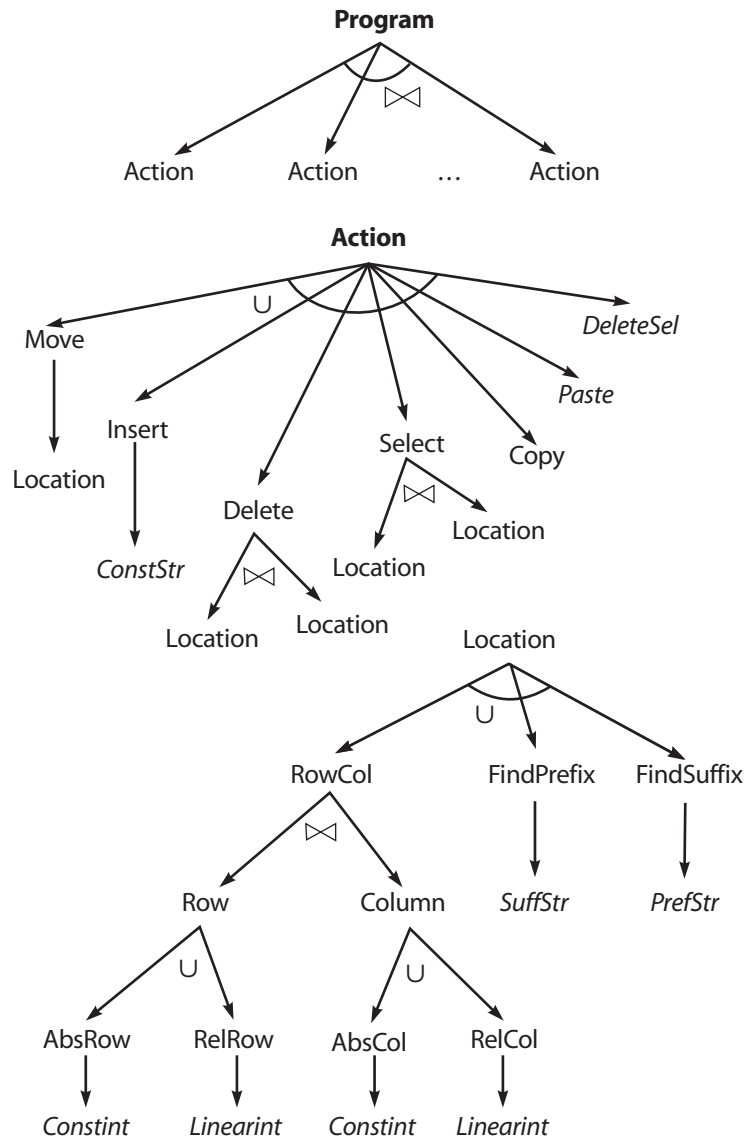 Program
⋈
Action Action … Action
Action
∪
DeleteSel
Move
Paste
Insert
Select
Copy
Location
⋈
Delete
Location
ConstStr
⋈
Location
Location
Location
Location
∪
RowCol FindPrefix FindSuffix
⋈
Row Column SuffStr PrefStr
∪ ∪
AbsRow RelRow AbsCol RelCol
Constint Linearint Constint Linearint